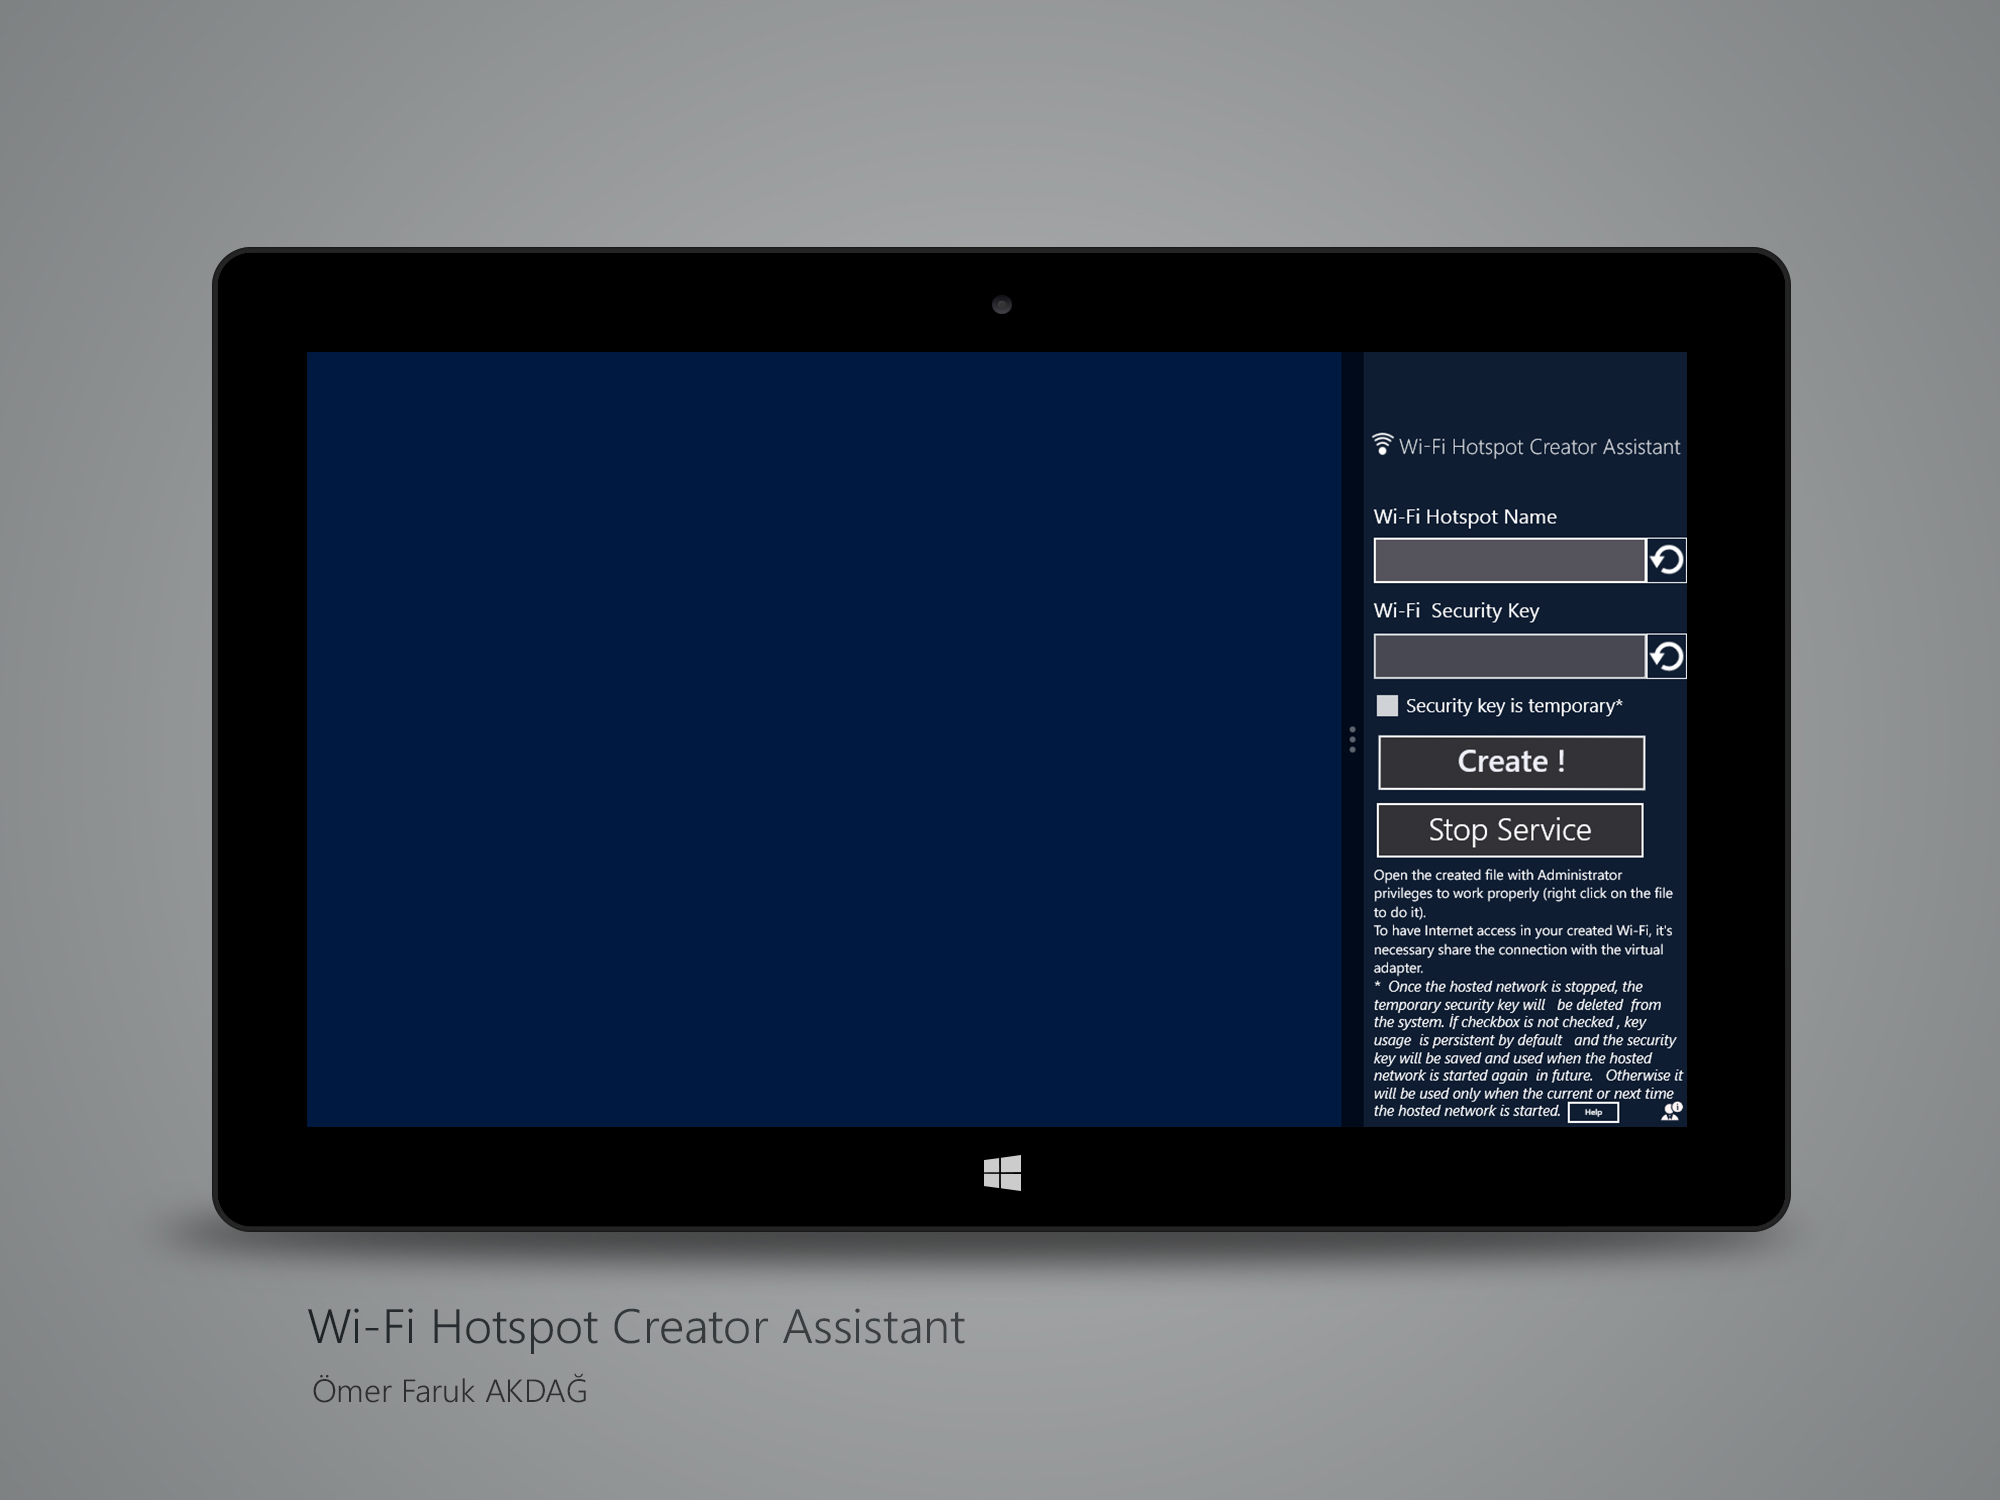 Wi-Fi Hotspot Creator Assistant
Wi-Fi Hotspot Name
Wi-Fi  Security Key
Security key is temporary*
Create !
Stop Service
Open the created file with Administrator
privileges to work properly (right click on the file
to do it).
To have Internet access in your created Wi-Fi, it's
necessary share the connection with the virtual
adapter.
*  Once the hosted network is stopped, the
temporary security key will   be deleted  from
the system. İf checkbox is not checked , key
usage  is persistent by default   and the security
key will be saved and used when the hosted
network is started again  in future.   Otherwise it
will be used only when the current or next time
the hosted network is started.
Help
Wi-Fi Hotspot Creator Assistant
Ömer Faruk AKDAĞ